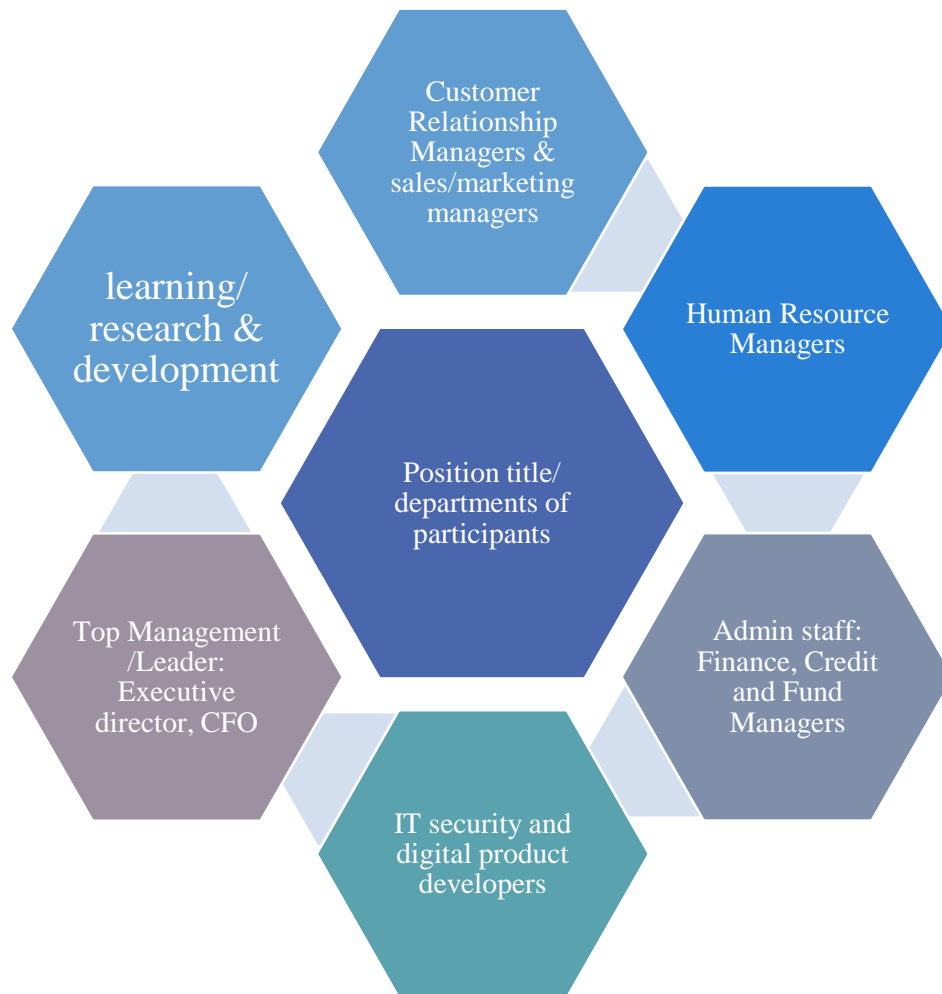 Customer
Relationship
Managers &
sales/marketing
managers
Human Resource
Managers
Admin staff:
Finance, Credit
and Fund
Managers
IT security and
digital product
developers
Top Management
/Leader:
Executive
director, CFO
learning/
research &
development
Position title/
departments of
participants